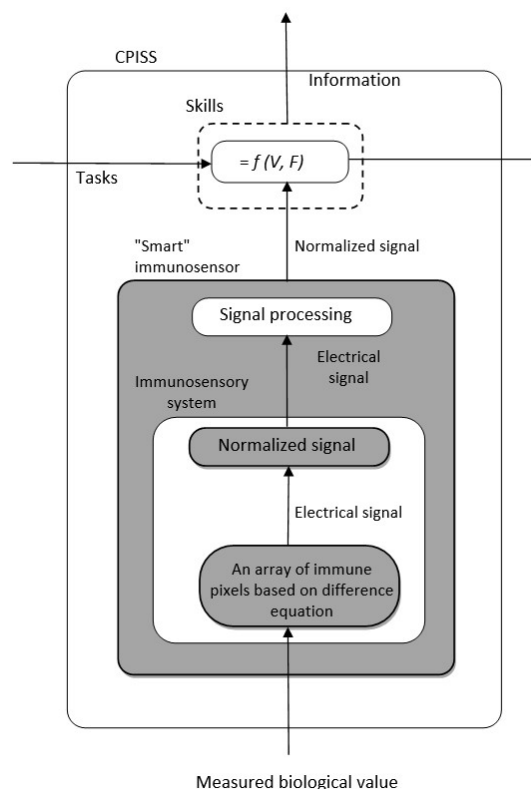 CPISS
Information
Skills
= f (V, F)
Tasks
Normalized signal
"Smart"
immunosensor
Signal processing
Electrical
signal
Immunosensory
system
Normalized signal
Electrical signal
An array of immune
pixels based on difference
equation
Measured biological value